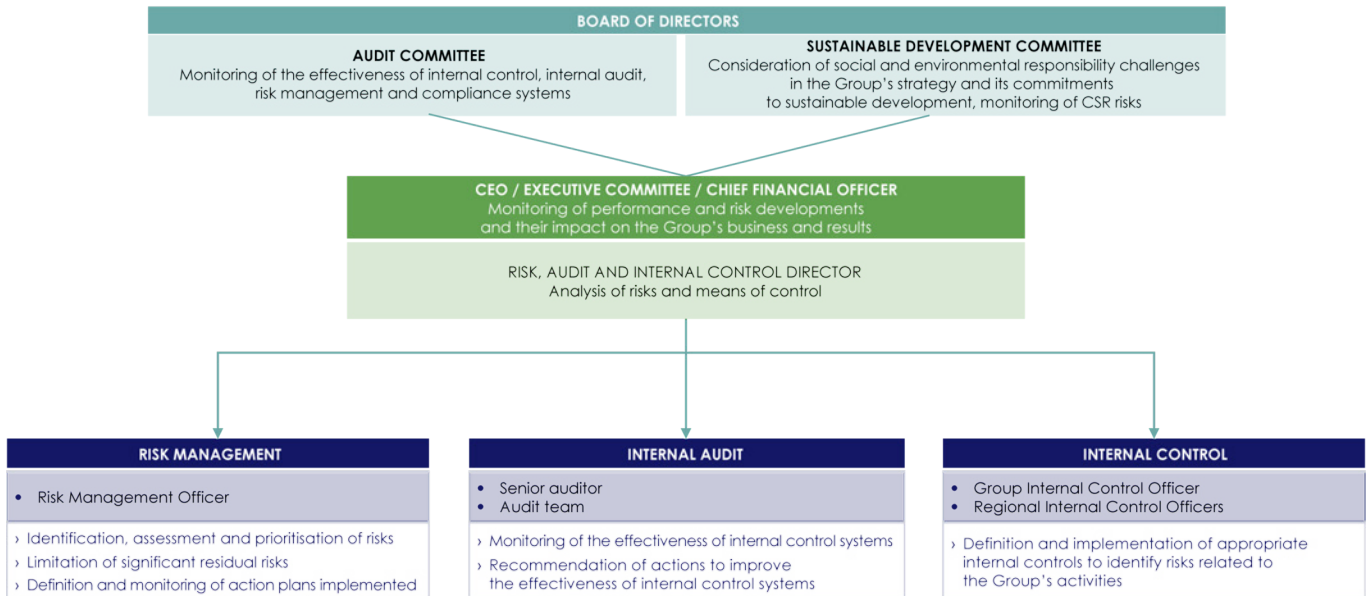 BOARD OF DIRECTORS
AUDIT COMMITTEE
Monitoring of the effectiveness of internal control, internal audit,
risk management and compliance systems
SUSTAINABLE DEVELOPMENT COMMITTEE
Consideration of social and environmental responsibility challenges
in the Group's strategy and its commitments
to sustainable development, monitoring of CSR risks
CEO / EXECUTIVE COMMITTEE / CHIEF FINANCIAL OFFICER
Monitoring of performance and risk developments
and their impact on the Group's business and results
RISK, AUDIT AND INTERNAL CONTROL DIRECTOR
Analysis of risks and means of control
RISK MANAGEMENT
• Risk Management Officer
› Identification, assessment and prioritisation of risks
› Limitation of significant residual risks
› Definition and monitoring of action plans implemented
INTERNAL AUDIT
• Senior auditor
• Audit team
› Monitoring of the effectiveness of internal control systems
› Recommendation of actions to improve
the effectiveness of internal control systems
INTERNAL CONTROL
• Group Internal Control Officer
• Regional Internal Control Officers
› Definition and implementation of appropriate
internal controls to identify risks related to
the Group's activities